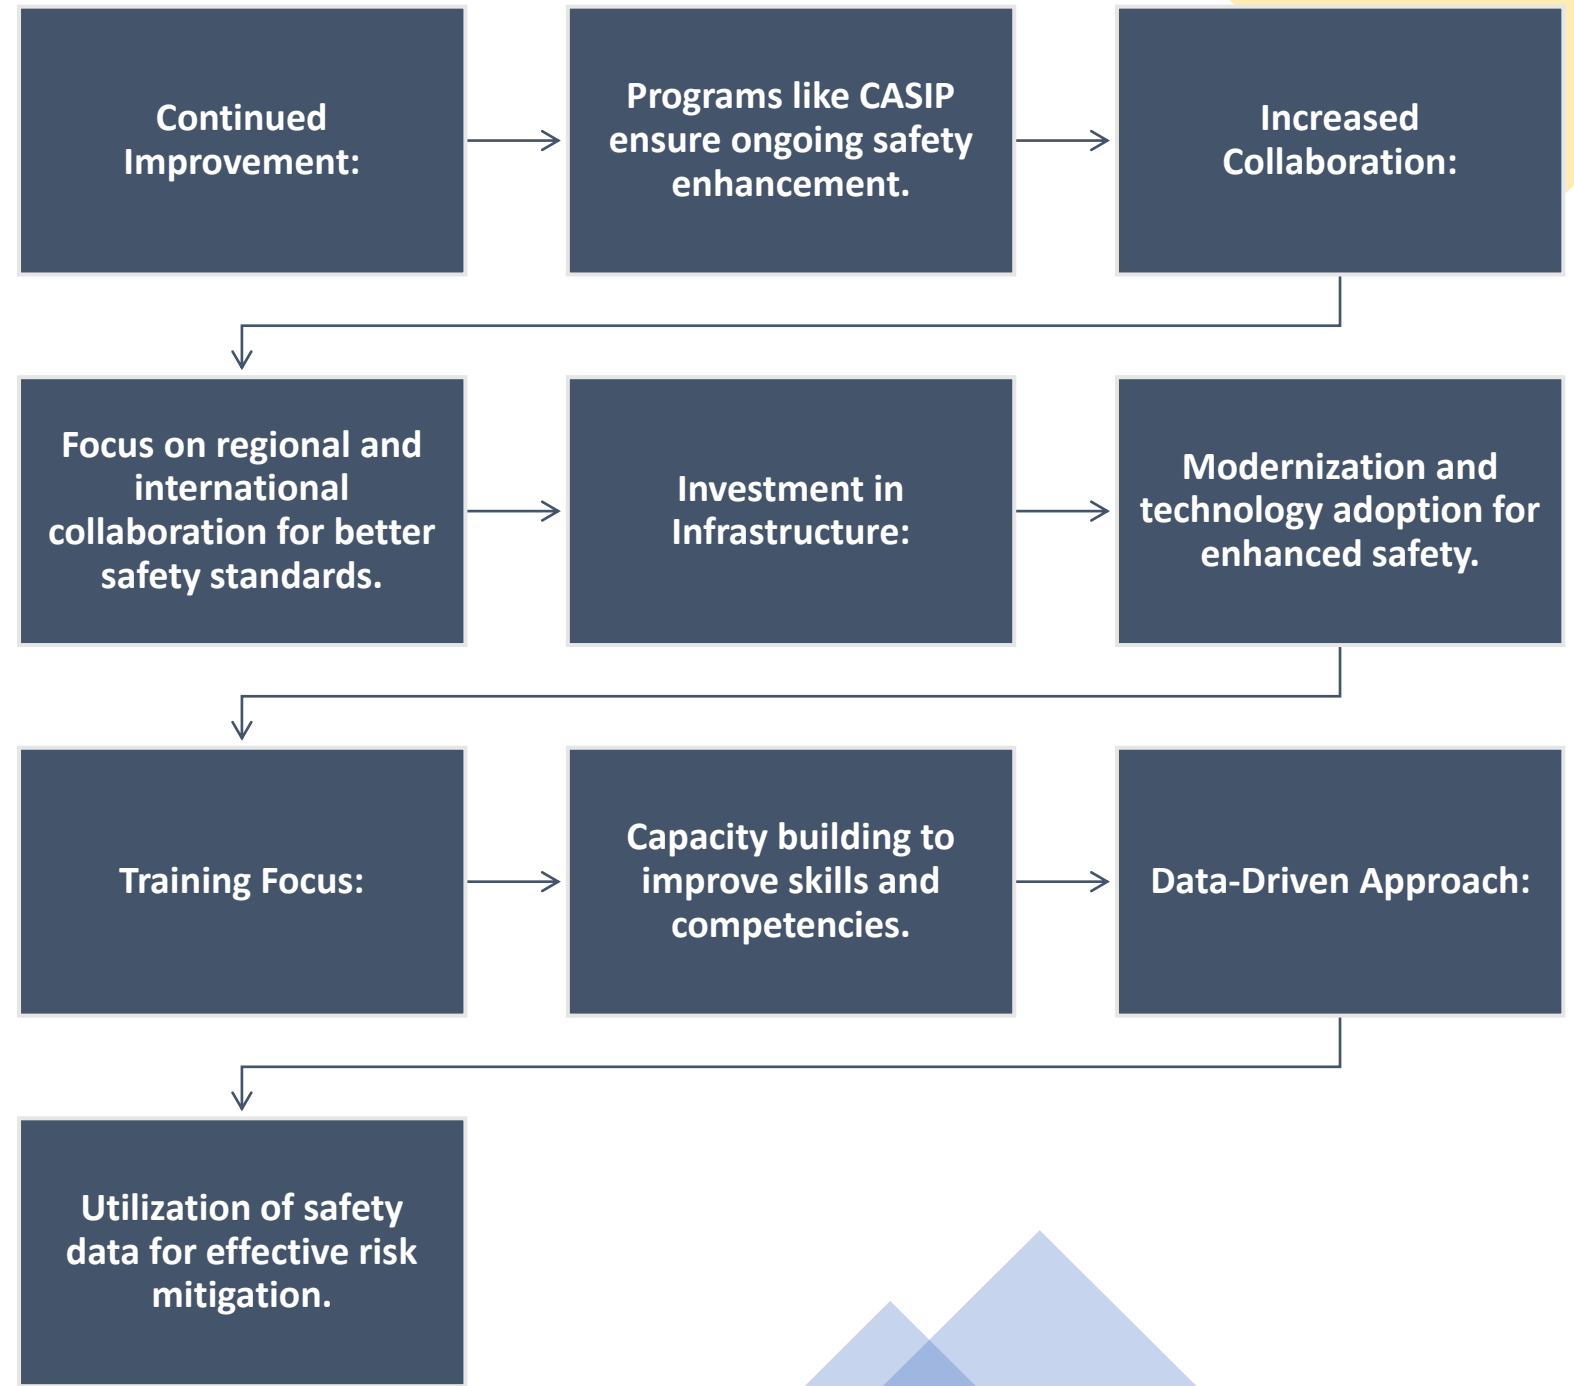 Continued
Improvement:
Programs like CASIP
ensure ongoing safety
enhancement.
Increased
Collaboration:
Focus on regional and
international
collaboration for better
safety standards.
Investment in
Infrastructure:
Modernization and
technology adoption for
enhanced safety.
Training Focus:
Capacity building to
improve skills and
competencies.
Data-Driven Approach:
Utilization of safety
data for effective risk
mitigation.